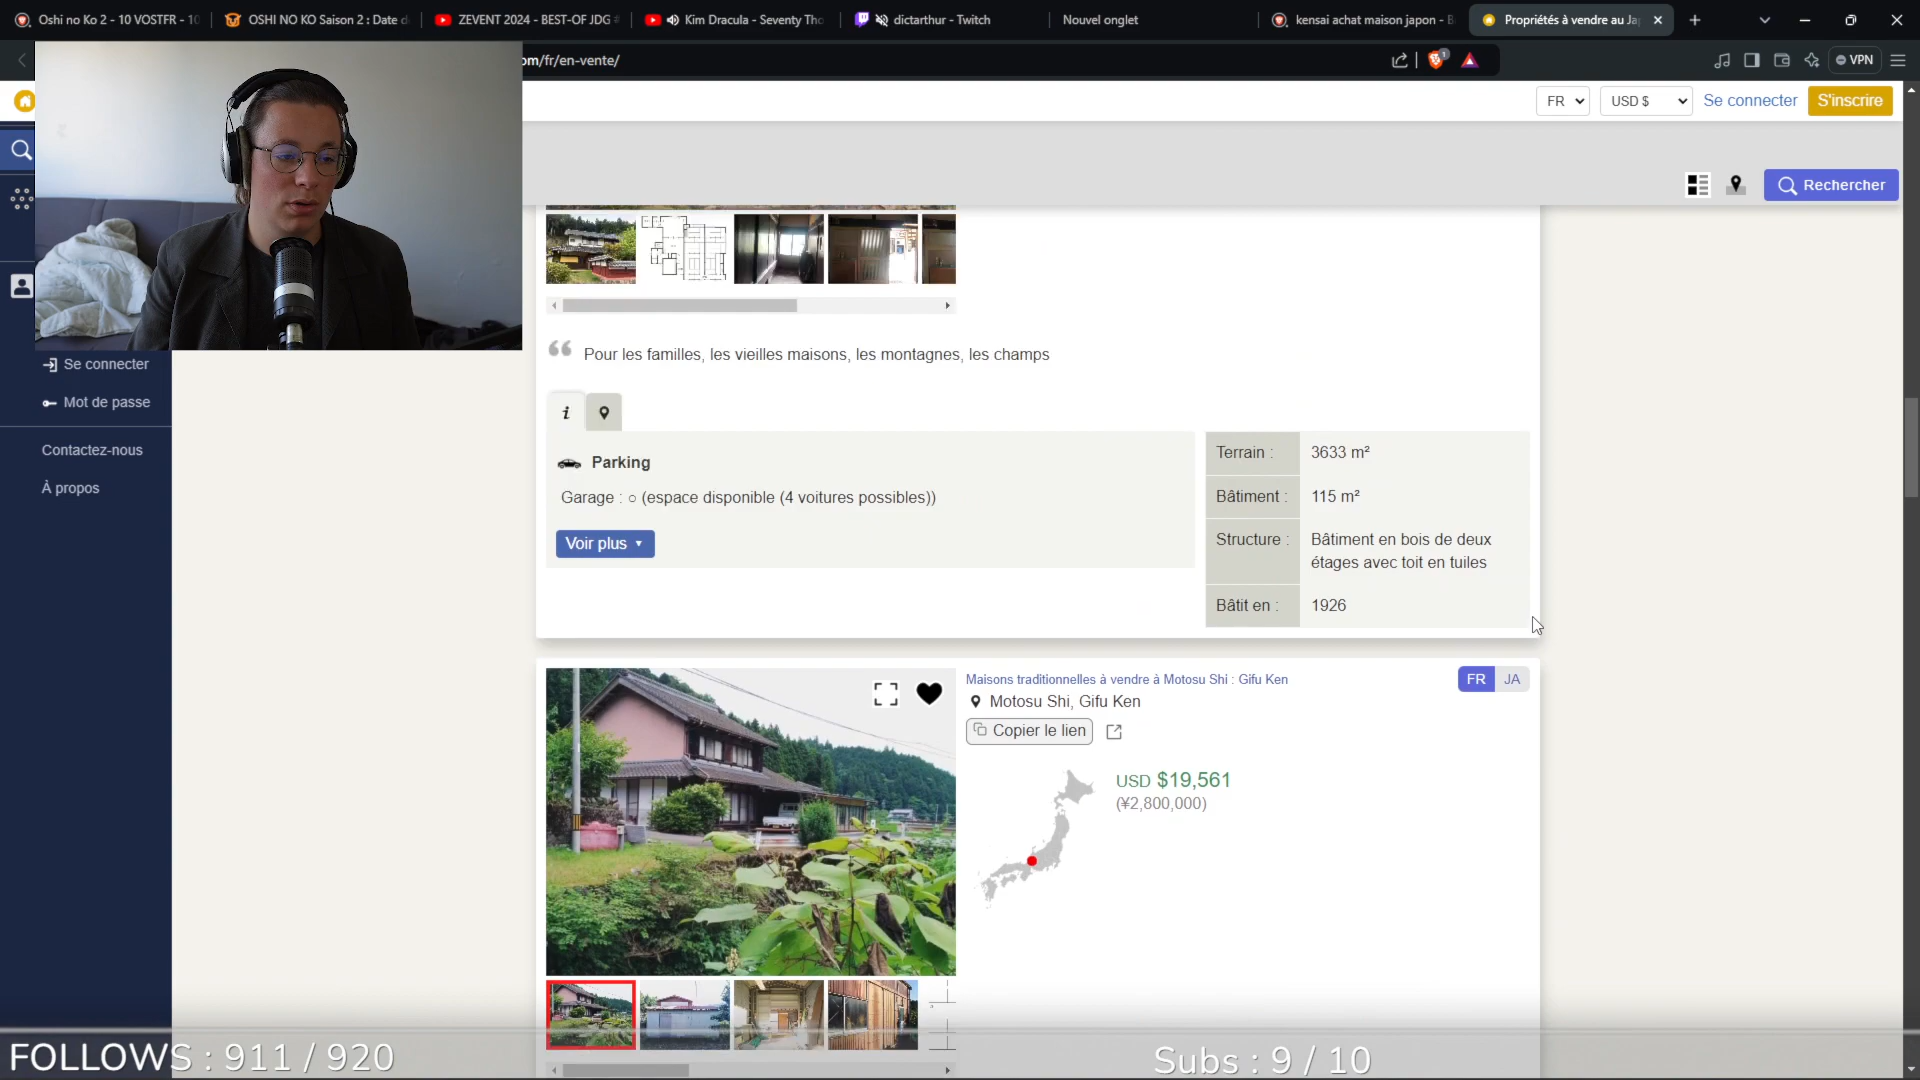 Oshi no Ko 2 - 10 VOSTFR - 10
OSHI NO KO Saison 2 : Date d
ZEVENT 2024 - BEST-OF JDG
Kim Dracula - Seventy Tho
dictarthur - Twitch
Nouvel onglet
kensai achat maison japon - B
Propriétés à vendre au Ja
om/fr/en-vente/
1
VPN
FR
USD $
Se connecter
S'inscrire
Rechercher
Se connecter
Mot de passe
Contactez-nous
À propos
Pour les familles, les vieilles maisons, les montagnes, les champs
i
Parking
Garage : ○ (espace disponible (4 voitures possibles))
Voir plus
Terrain : 3633 m²
Bâtiment : 115 m²
Structure : Bâtiment en bois de deux
étages avec toit en tuiles
Bâtit en : 1926
Maisons traditionnelles à vendre à Motosu Shi : Gifu Ken
FR JA
Motosu Shi, Gifu Ken
Copier le lien
USD $19,561
(¥2,800,000)
FOLLOWS : 911 / 920
Subs : 9 / 10